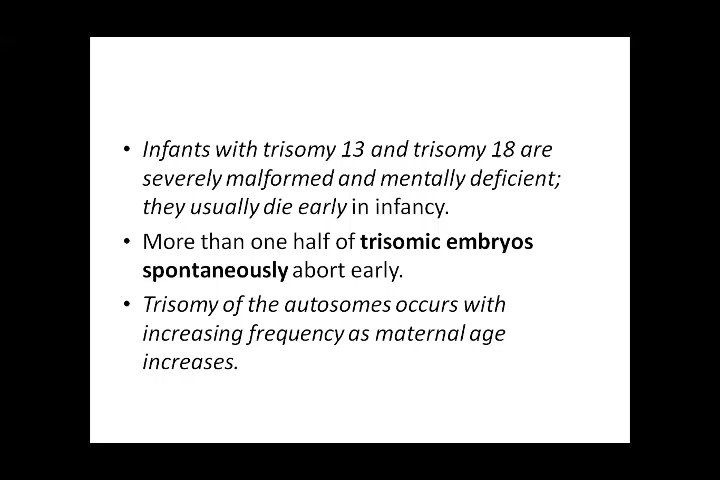 • Infants with trisomy 13 and trisomy 18 are
severely malformed and mentally deficient;
they usually die early in infancy.
• More than one half of trisomic embryos
spontaneously abort early.
• Trisomy of the autosomes occurs with
increasing frequency as maternal age
increases.